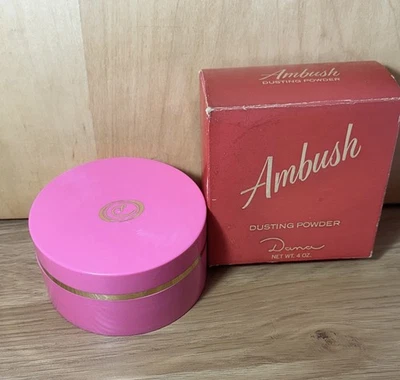 Ambush
DUSTING POWDER
Ambush
DUSTING POWDER
Dana
NET WT. 4 OZ.